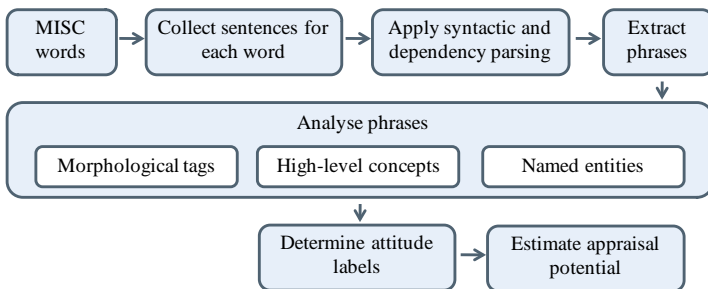 MISC
words
Collect sentences for
each word
Apply syntactic and
dependency parsing
Extract
phrases
Analyse phrases
Morphological tags
High-level concepts
Named entities
Determine attitude
labels
Estimate appraisal
potential